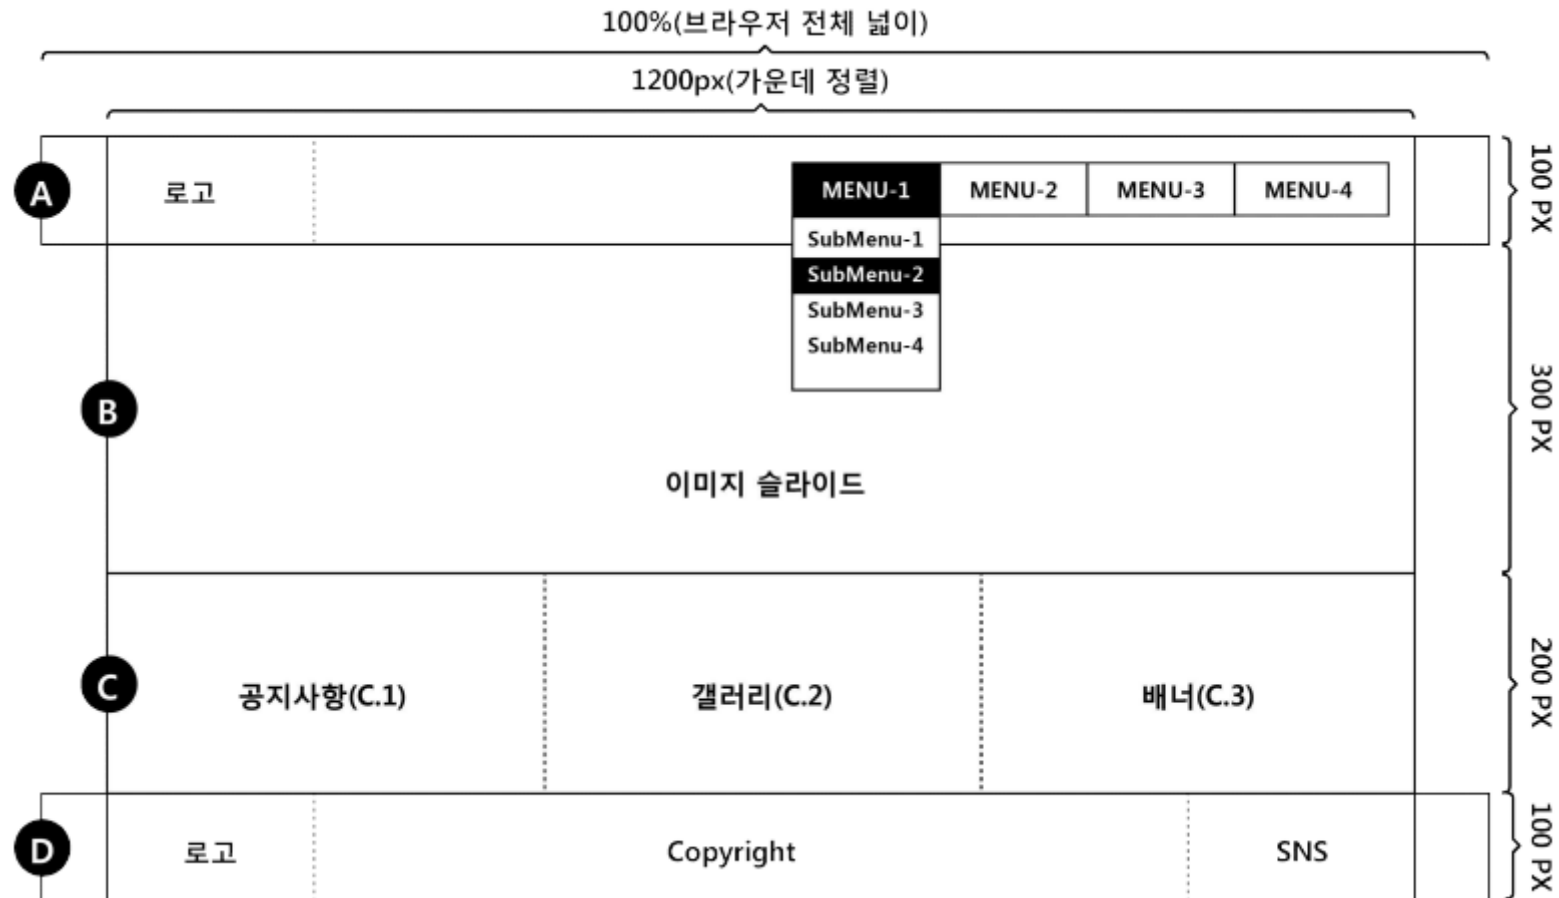 100%(브라우저 전체 넓이)
1200px(가운데 정렬)
A
로고
MENU-1 MENU-2 MENU-3 MENU-4
100 PX
SubMenu-1
SubMenu-2
SubMenu-3
SubMenu-4
B
300 PX
이미지 슬라이드
C
공지사항(C.1) 갤러리(C.2) 배너(C.3)
200 PX
D
로고 Copyright SNS
100 PX